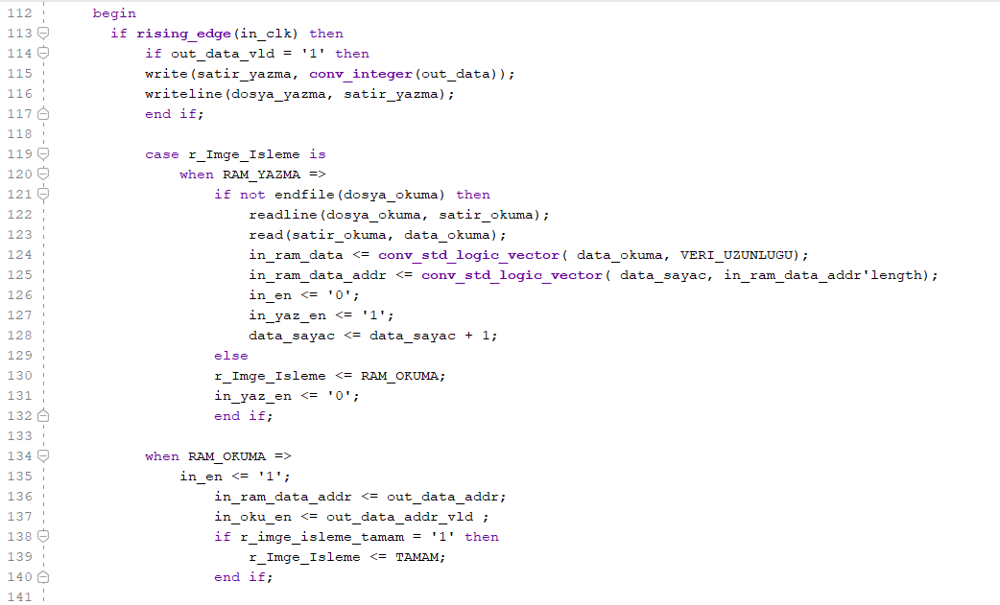 112 begin
113 if rising_edge(in_clk) then
114 if out_data_vld = '1' then
115 write(satir_yazma, conv_integer(out_data));
116 writeline(dosya_yazma, satir_yazma);
117 end if;
118
119 case r_Imge_Isleme is
120 when RAM_YAZMA =>
121 if not endfile(dosya_okuma) then
122 readline(dosya_okuma, satir_okuma);
123 read(satir_okuma, data_okuma);
124 in_ram_data <= conv_std_logic_vector( data_okuma, VERI_UZUNLUGU);
125 in_ram_data_addr <= conv_std_logic_vector( data_sayac, in_ram_data_addr'length);
126 in_en <= '0';
127 in_yaz_en <= '1';
128 data_sayac <= data_sayac + 1;
129 else
130 r_Imge_Isleme <= RAM_OKUMA;
131 in_yaz_en <= '0';
132 end if;
133
134 when RAM_OKUMA =>
135 in_en <= '1';
136 in_ram_data_addr <= out_data_addr;
137 in_oku_en <= out_data_addr_vld ;
138 if r_imge_isleme_tamam = '1' then
139 r_Imge_Isleme <= TAMAM;
140 end if;
141